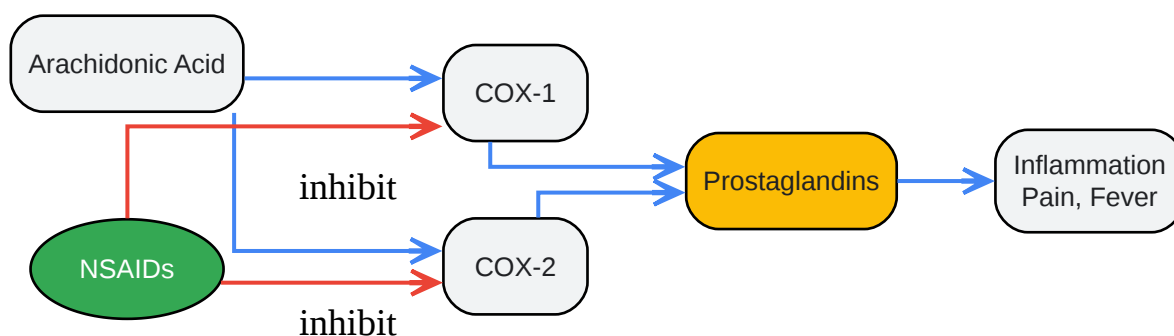 Arachidonic Acid
COX-1
inhibit
Prostaglandins
Inflammation
Pain, Fever
NSAIDs
COX-2
inhibit